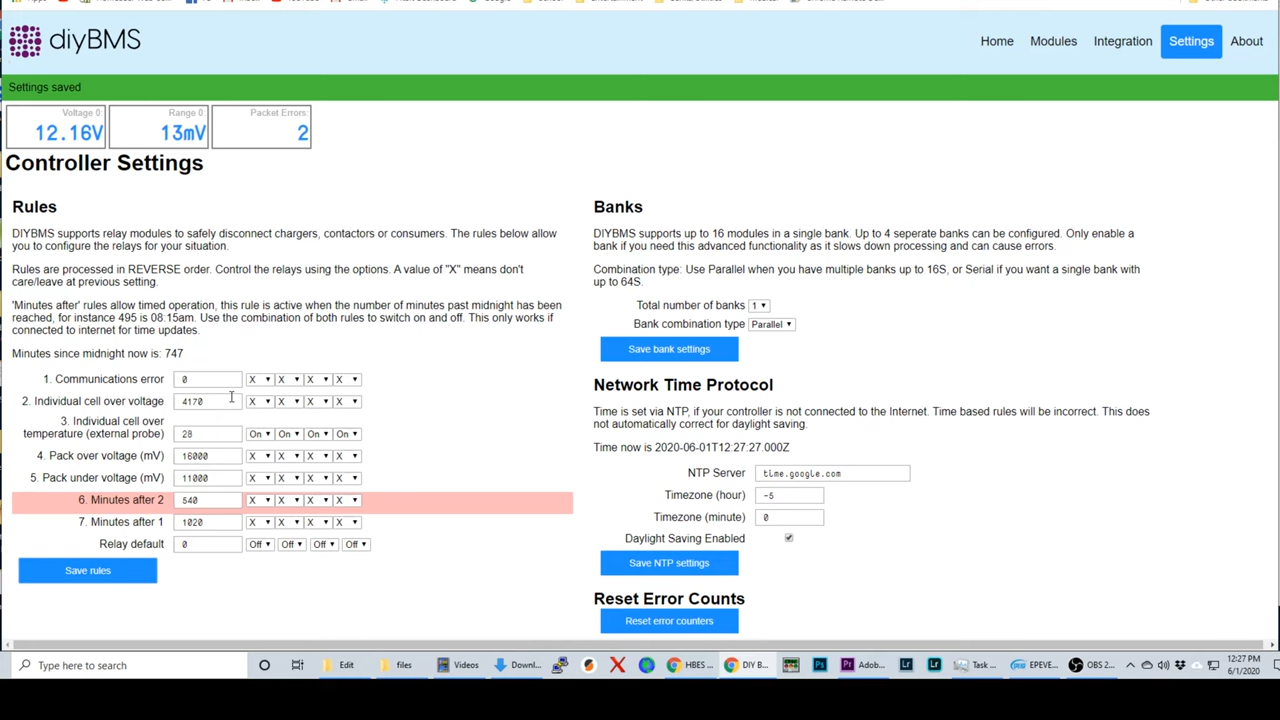 diyBMS
Home Modules Integration Settings About
Settings saved
Voltage 0: Range 0: Packet Errors:
12.16V 13mV 2
Controller Settings
Rules
DIYBMS supports relay modules to safely disconnect chargers, contactors or consumers. The rules below allow
you to configure the relays for your situation.
Rules are processed in REVERSE order. Control the relays using the options. A value of "X" means don't
care/leave at previous setting.
'Minutes after' rules allow timed operation, this rule is active when the number of minutes past midnight has been
reached, for instance 495 is 08:15am. Use the combination of both rules to switch on and off. This only works if
connected to internet for time updates.
Minutes since midnight now is: 747
1. Communications error 0 X X X X
2. Individual cell over voltage 4170 X X X X
3. Individual cell over
temperature (external probe) 28 On On On On
4. Pack over voltage (mV) 16000 X X X X
5. Pack under voltage (mV) 11000 X X X X
6. Minutes after 2 540 X X X X
7. Minutes after 1 1020 X X X X
Relay default 0 Off Off Off Off
Save rules
Banks
DIYBMS supports up to 16 modules in a single bank. Up to 4 seperate banks can be configured. Only enable a
bank if you need this advanced functionality as it slows down processing and can cause errors.
Combination type: Use Parallel when you have multiple banks up to 16S, or Serial if you want a single bank with
up to 64S.
Total number of banks 1
Bank combination type Parallel
Save bank settings
Network Time Protocol
Time is set via NTP, if your controller is not connected to the Internet. Time based rules will be incorrect. This does
not automatically correct for daylight saving.
Time now is 2020-06-01T12:27:27.000Z
NTP Server time.google.com
Timezone (hour) -5
Timezone (minute) 0
Daylight Saving Enabled
Save NTP settings
Reset Error Counts
Reset error counters
Type here to search Edit files Videos Downl... HBES ... DIY B... Adob... Task ... EPEVE... OBS 2... 12:27 PM
6/1/2020